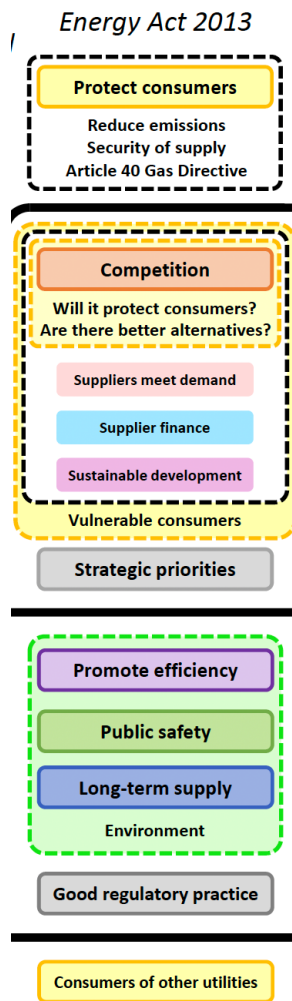 Energy Act 2013
Protect consumers
Reduce emissions
Security of supply
Article 40 Gas Directive
Competition
Will it protect consumers?
Are there better alternatives?
Suppliers meet demand
Supplier finance
Sustainable development
Vulnerable consumers
Strategic priorities
Promote efficiency
Public safety
Long-term supply
Environment
Good regulatory practice
Consumers of other utilities